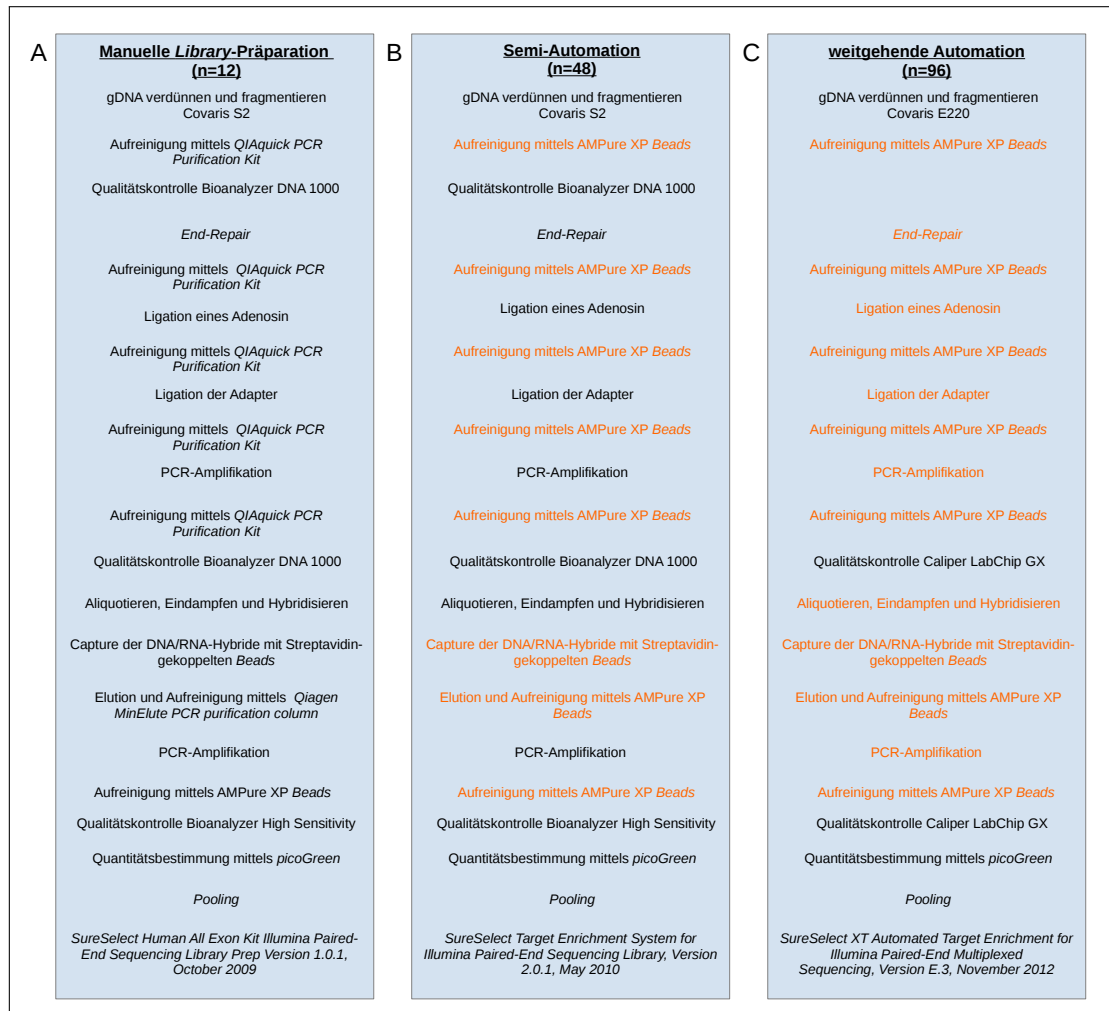 A
Manuelle Library-Präparation
(n=12)
gDNA verdünnen und fragmentieren
Covaris S2
Aufreinigung mittels QIAquick PCR
Purification Kit
Qualitätskontrolle Bioanalyzer DNA 1000
End-Repair
Aufreinigung mittels QIAquick PCR
Purification Kit
Ligation eines Adenosin
Aufreinigung mittels QIAquick PCR
Purification Kit
Ligation der Adapter
Aufreinigung mittels QIAquick PCR
Purification Kit
PCR-Amplifikation
Aufreinigung mittels QIAquick PCR
Purification Kit
Qualitätskontrolle Bioanalyzer DNA 1000
Aliquotieren, Eindampfen und Hybridisieren
Capture der DNA/RNA-Hybride mit Streptavidin-
gekoppelten Beads
Elution und Aufreinigung mittels Qiagen
MinElute PCR purification column
PCR-Amplifikation
Aufreinigung mittels AMPure XP Beads
Qualitätskontrolle Bioanalyzer High Sensitivity
Quantitätsbestimmung mittels picoGreen
Pooling
SureSelect Human All Exon Kit Illumina Paired-
End Sequencing Library Prep Version 1.0.1,
October 2009
B
Semi-Automation
(n=48)
gDNA verdünnen und fragmentieren
Covaris S2
Aufreinigung mittels AMPure XP Beads
Qualitätskontrolle Bioanalyzer DNA 1000
End-Repair
Aufreinigung mittels AMPure XP Beads
Ligation eines Adenosin
Aufreinigung mittels AMPure XP Beads
Ligation der Adapter
Aufreinigung mittels AMPure XP Beads
PCR-Amplifikation
Aufreinigung mittels AMPure XP Beads
Qualitätskontrolle Bioanalyzer DNA 1000
Aliquotieren, Eindampfen und Hybridisieren
Capture der DNA/RNA-Hybride mit Streptavidin-
gekoppelten Beads
Elution und Aufreinigung mittels AMPure XP
Beads
PCR-Amplifikation
Aufreinigung mittels AMPure XP Beads
Qualitätskontrolle Bioanalyzer High Sensitivity
Quantitätsbestimmung mittels picoGreen
Pooling
SureSelect Target Enrichment System for
Illumina Paired-End Sequencing Library, Version
2.0.1, May 2010
C
weitgehende Automation
(n=96)
gDNA verdünnen und fragmentieren
Covaris E220
Aufreinigung mittels AMPure XP Beads
End-Repair
Aufreinigung mittels AMPure XP Beads
Ligation eines Adenosin
Aufreinigung mittels AMPure XP Beads
Ligation der Adapter
Aufreinigung mittels AMPure XP Beads
PCR-Amplifikation
Aufreinigung mittels AMPure XP Beads
Qualitätskontrolle Caliper LabChip GX
Aliquotieren, Eindampfen und Hybridisieren
Capture der DNA/RNA-Hybride mit Streptavidin-
gekoppelten Beads
Elution und Aufreinigung mittels AMPure XP
Beads
PCR-Amplifikation
Aufreinigung mittels AMPure XP Beads
Qualitätskontrolle Caliper LabChip GX
Quantitätsbestimmung mittels picoGreen
Pooling
SureSelect XT Automated Target Enrichment for
Illumina Paired-End Multiplexed
Sequencing, Version E.3, November 2012